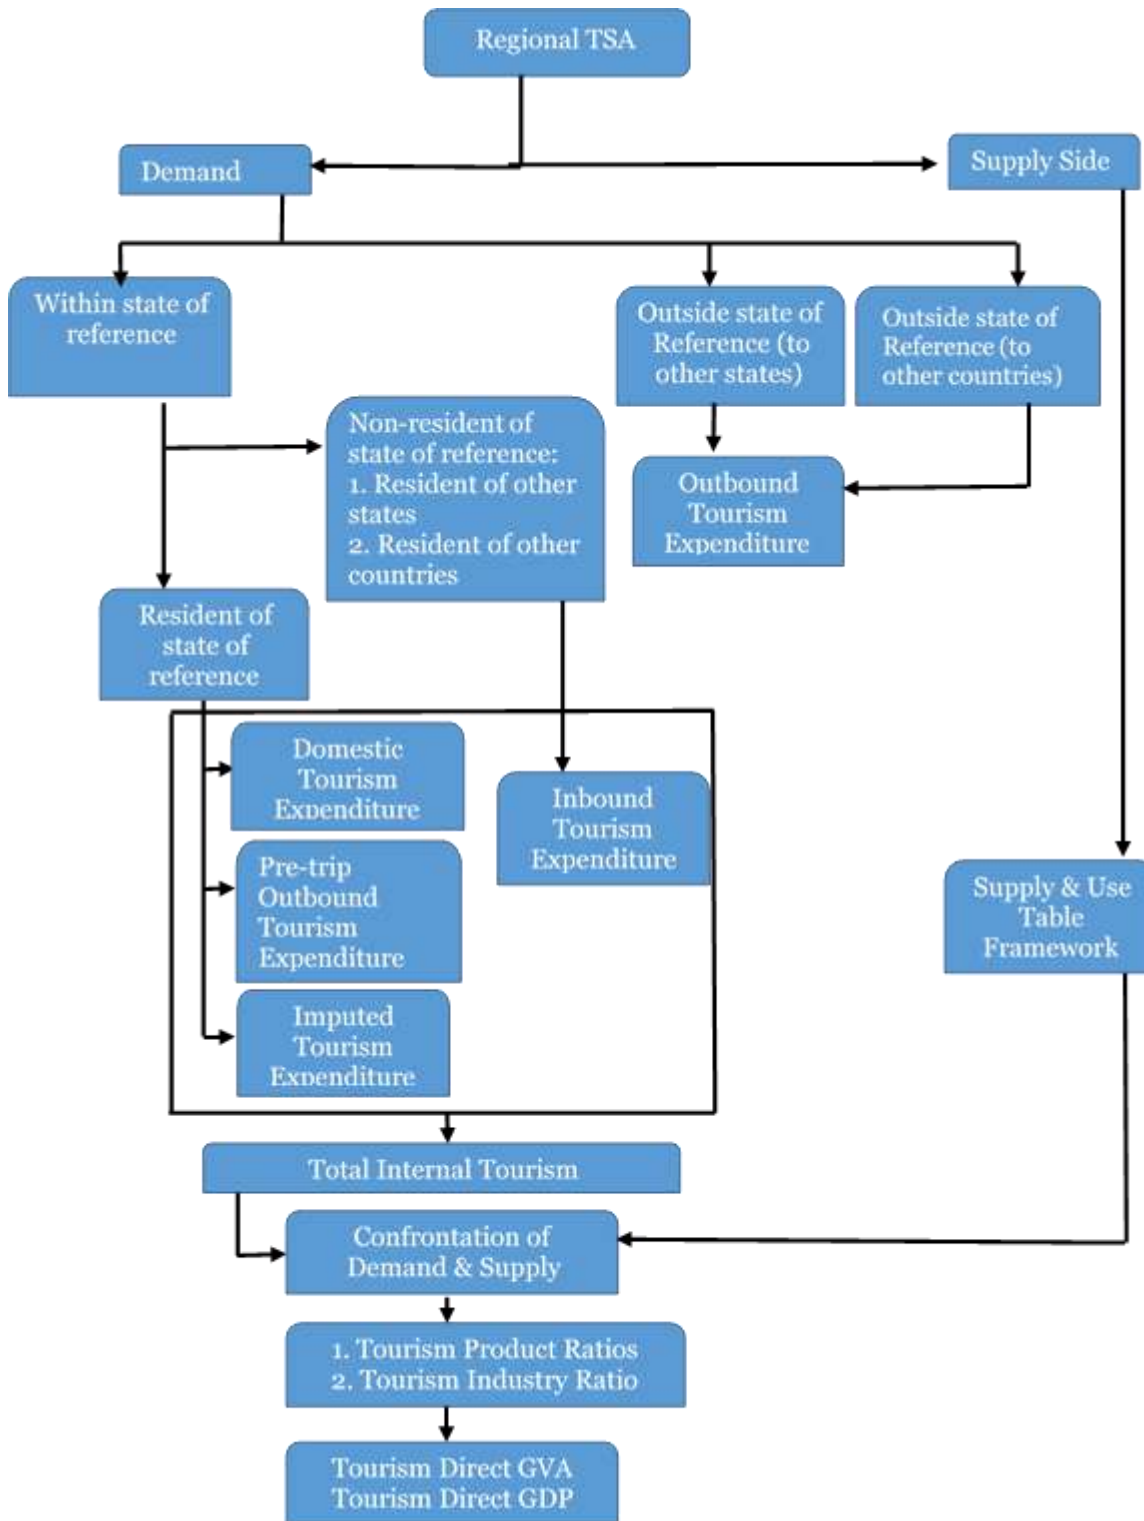 Regional TSA
Demand
Supply Side
Within state of
reference
Outside state of
Reference (to
other states)
Outside state of
Reference (to
other countries)
Non-resident of
state of reference:
1. Resident of other
states
2. Resident of other
countries
Outbound
Tourism
Expenditure
Resident of
state of
reference
Domestic
Tourism
Expenditure
Inbound
Tourism
Expenditure
Pre-trip
Outbound
Tourism
Expenditure
Supply & Use
Table
Framework
Imputed
Tourism
Expenditure
Total Internal Tourism
Confrontation of
Demand & Supply
1. Tourism Product Ratios
2. Tourism Industry Ratio
Tourism Direct GVA
Tourism Direct GDP